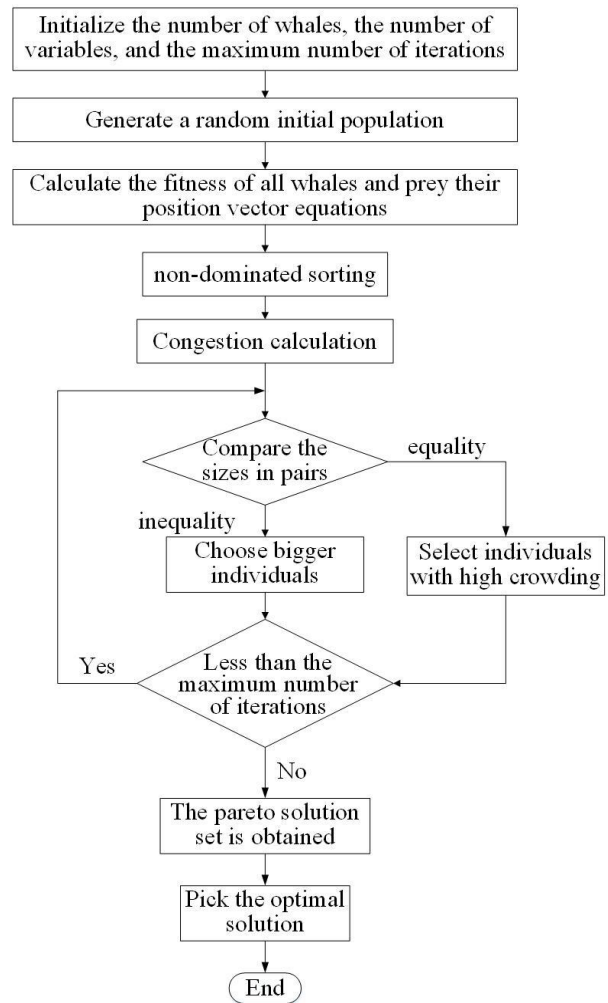 Initialize the number of whales, the number of
variables, and the maximum number of iterations
Generate a random initial population
Calculate the fitness of all whales and prey their
position vector equations
non-dominated sorting
Congestion calculation
Compare the
sizes in pairs
equality
inequality
Choose bigger
individuals
Select individuals
with high crowding
Yes
Less than the
maximum number
of iterations
No
The pareto solution
set is obtained
Pick the optimal
solution
End